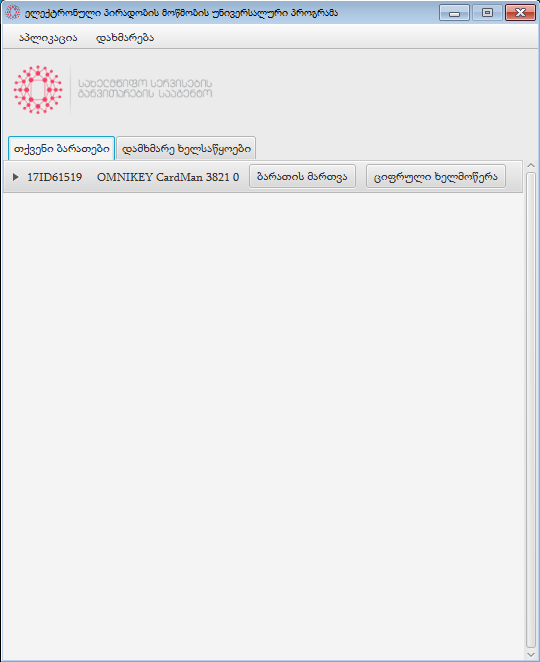 ელექტრონული პირადობის მოწმობის უნივერსალური პროგრამა
აპლიკაცია დახმარება
სახელმწიფო სერვისების
განვითარების სააგენტო
თქვენი ბარათები დამხმარე ხელსაწყოები
17ID61519 OMNIKEY CardMan 3821 0 ბარათის მართვა ციფრული ხელმოწერა